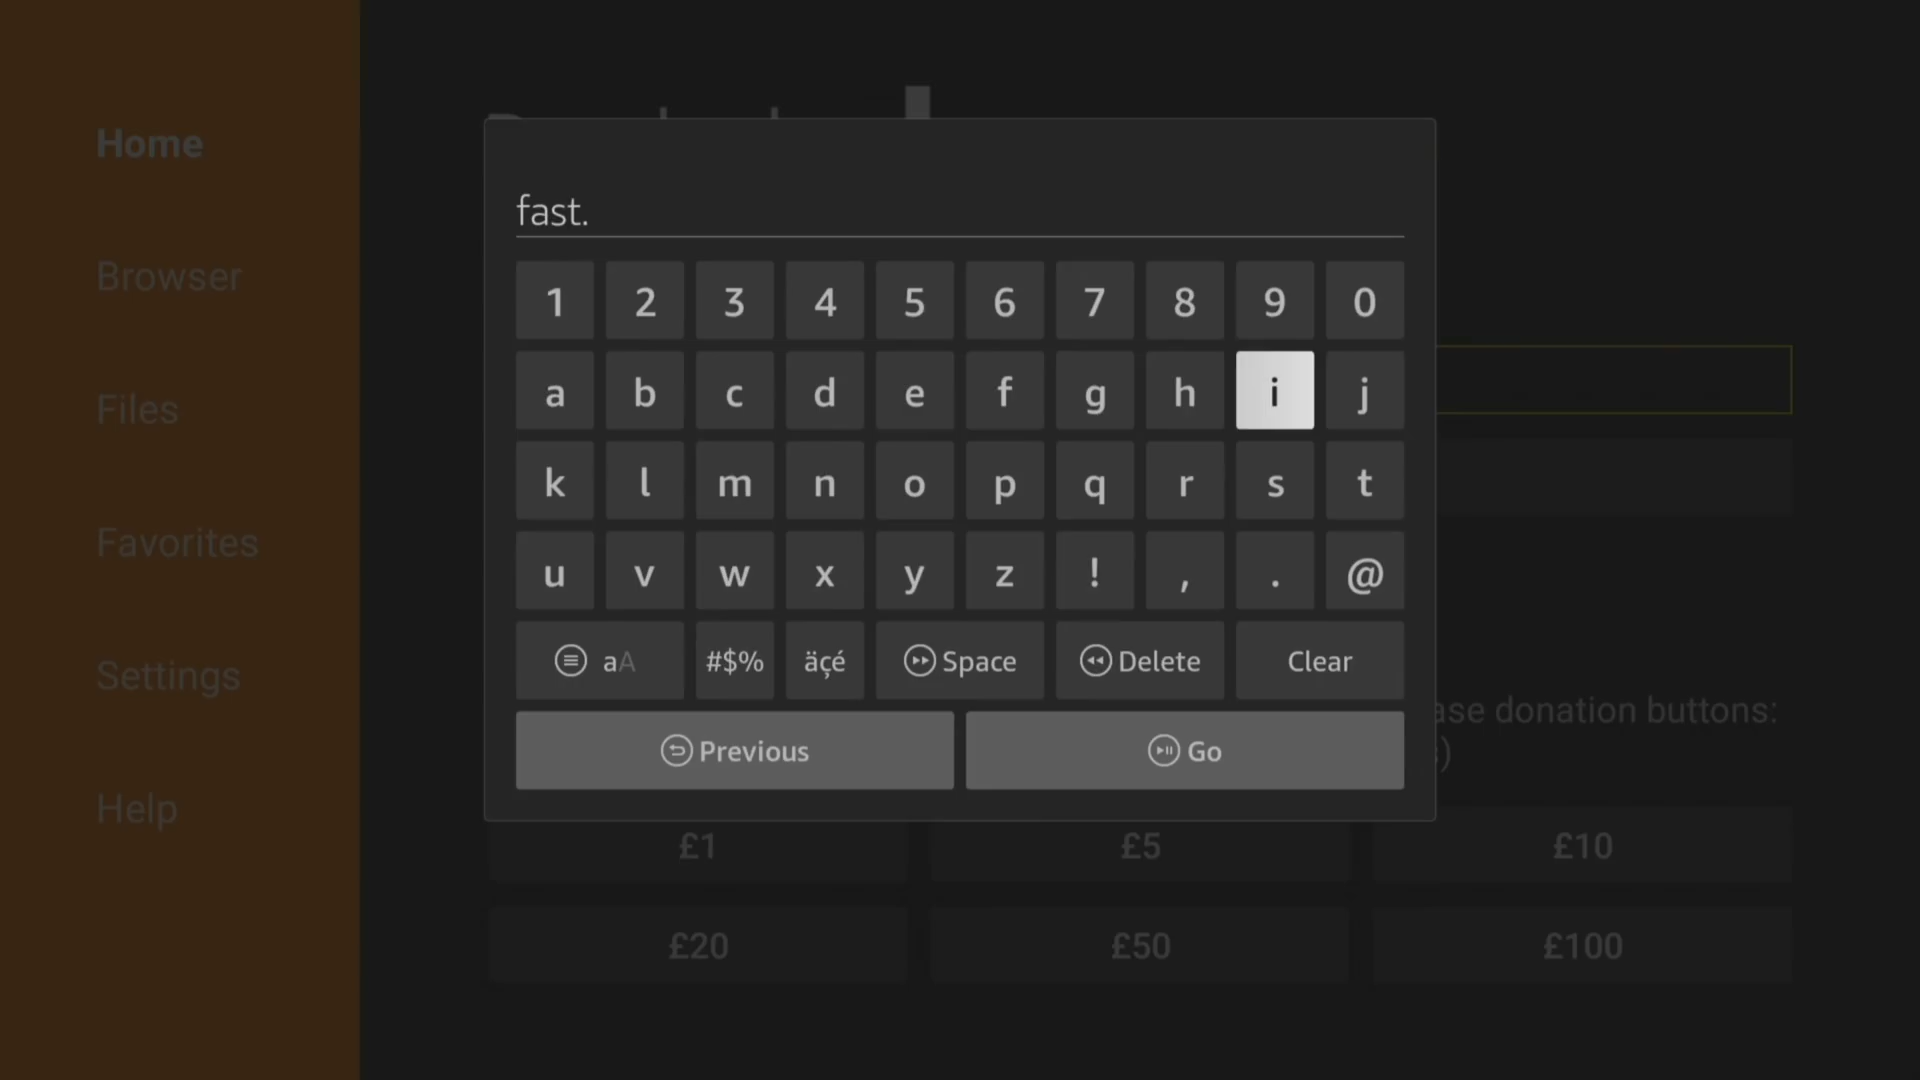 Home
Browser
Files
Favorites
Settings
Help
fast.
1 2 3 4 5 6 7 8 9 0
a b c d e f g h i j
k l m n o p q r s t
u v w x y z ! , . @
aA #$% äçé Space Delete Clear
Previous Go
donation buttons:
£1 £5 £10
£20 £50 £100